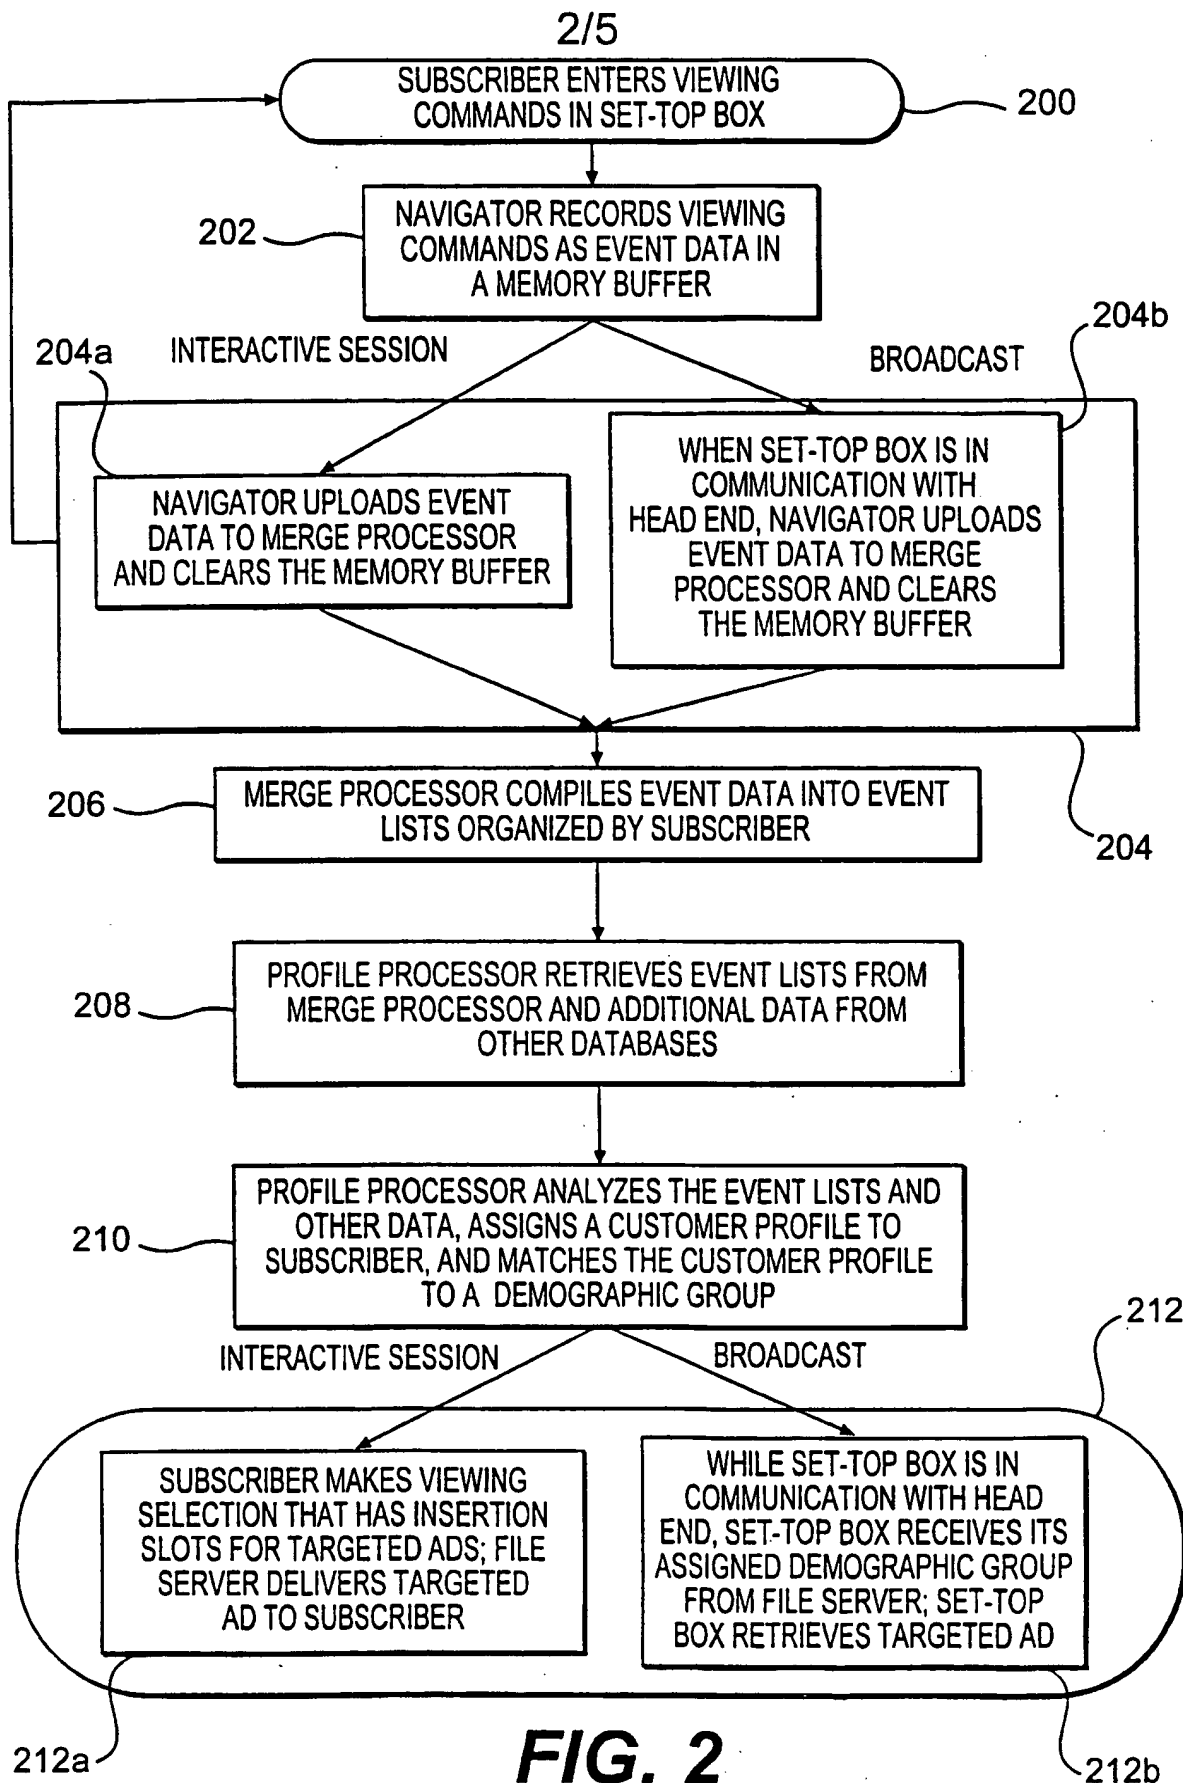 2/5
SUBSCRIBER ENTERS VIEWING
COMMANDS IN SET-TOP BOX
200
202
NAVIGATOR RECORDS VIEWING
COMMANDS AS EVENT DATA IN
A MEMORY BUFFER
204a
INTERACTIVE SESSION
BROADCAST
204b
NAVIGATOR UPLOADS EVENT
DATA TO MERGE PROCESSOR
AND CLEARS THE MEMORY BUFFER
WHEN SET-TOP BOX IS IN
COMMUNICATION WITH
HEAD END, NAVIGATOR UPLOADS
EVENT DATA TO MERGE
PROCESSOR AND CLEARS
THE MEMORY BUFFER
204
206
MERGE PROCESSOR COMPILES EVENT DATA INTO EVENT
LISTS ORGANIZED BY SUBSCRIBER
208
PROFILE PROCESSOR RETRIEVES EVENT LISTS FROM
MERGE PROCESSOR AND ADDITIONAL DATA FROM
OTHER DATABASES
210
PROFILE PROCESSOR ANALYZES THE EVENT LISTS AND
OTHER DATA, ASSIGNS A CUSTOMER PROFILE TO
SUBSCRIBER, AND MATCHES THE CUSTOMER PROFILE
TO A DEMOGRAPHIC GROUP
INTERACTIVE SESSION
BROADCAST
212
SUBSCRIBER MAKES VIEWING
SELECTION THAT HAS INSERTION
SLOTS FOR TARGETED ADS; FILE
SERVER DELIVERS TARGETED
AD TO SUBSCRIBER
WHILE SET-TOP BOX IS IN
COMMUNICATION WITH HEAD
END, SET-TOP BOX RECEIVES ITS
ASSIGNED DEMOGRAPHIC GROUP
FROM FILE SERVER; SET-TOP
BOX RETRIEVES TARGETED AD
212a
212b
FIG. 2